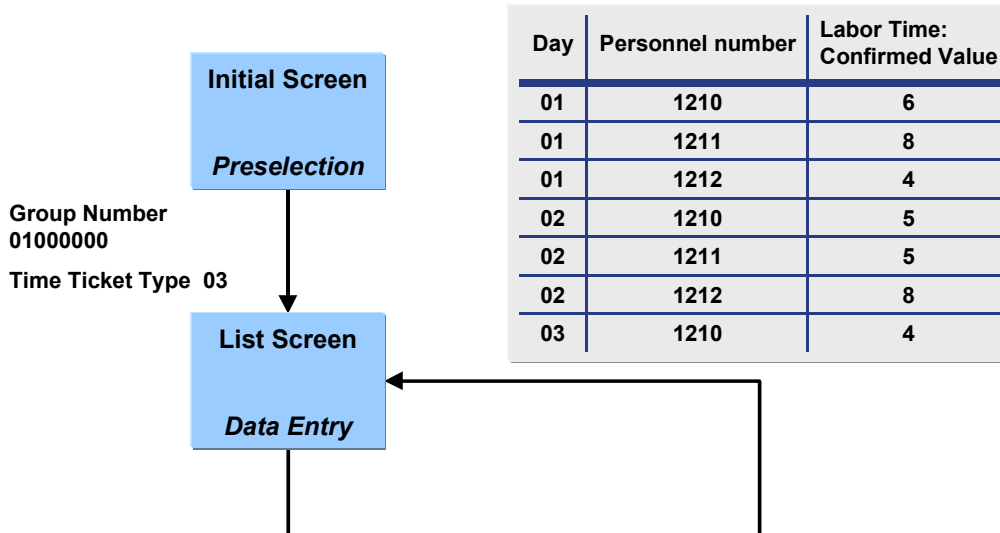 Initial Screen
Preselection
Group Number
01000000
Time Ticket Type 03
List Screen
Data Entry
Day Personnel number Labor Time:
Confirmed Value
01 1210 6
01 1211 8
01 1212 4
02 1210 5
02 1211 5
02 1212 8
03 1210 4